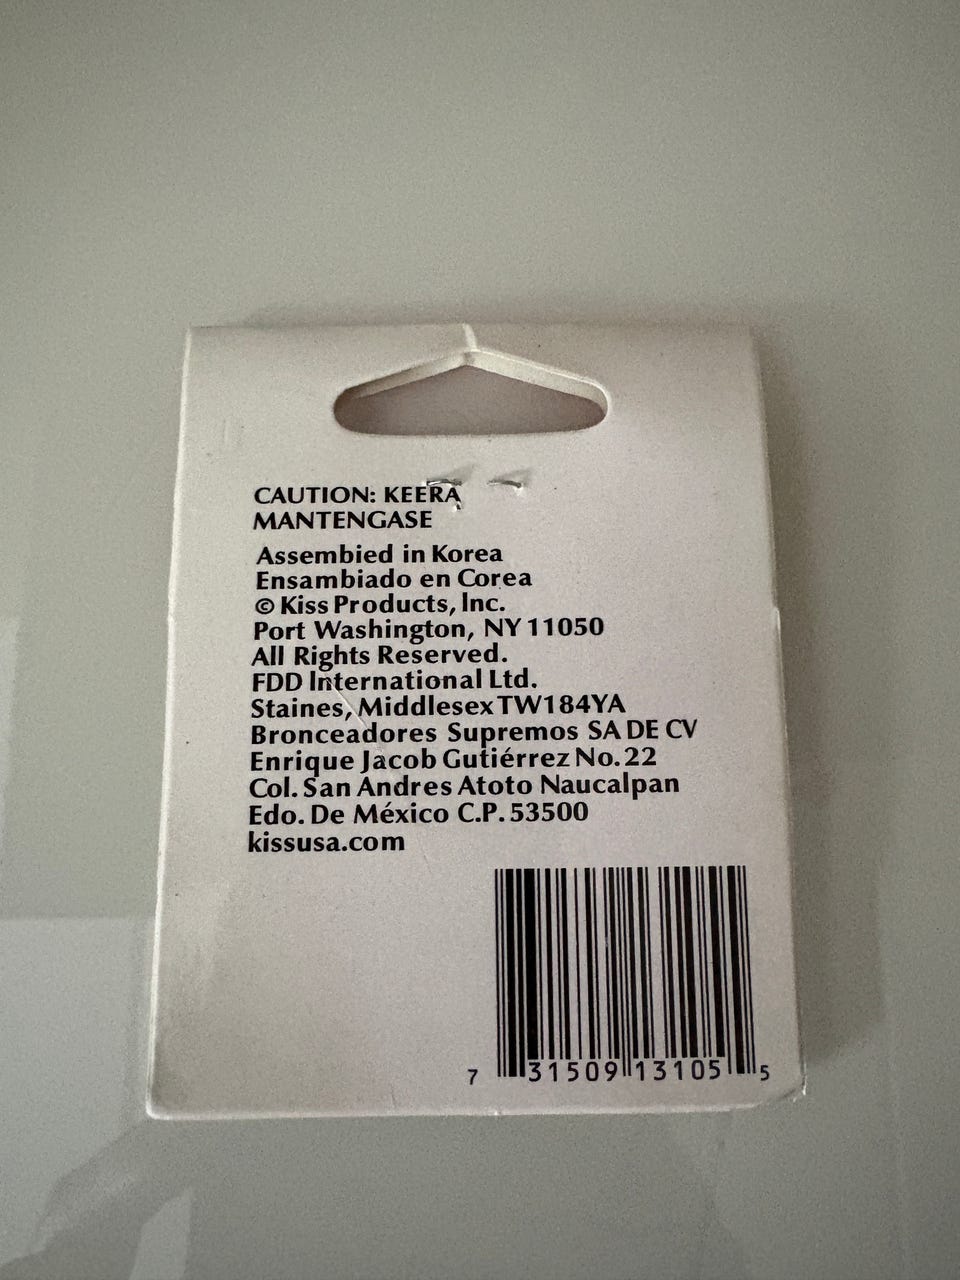 CAUTION: KEERA
MANTENGASE
Assembied in Korea
Ensambiado en Corea
© Kiss Products, Inc.
Port Washington, NY 11050
All Rights Reserved.
FDD International Ltd.
Staines, Middlesex TW184YA
Bronceadores Supremos SA DE CV
Enrique Jacob Gutiérrez No. 22
Col. San Andres Atoto Naucalpan
Edo. De México C.P. 53500
kissusa.com
7 31509 13105 5